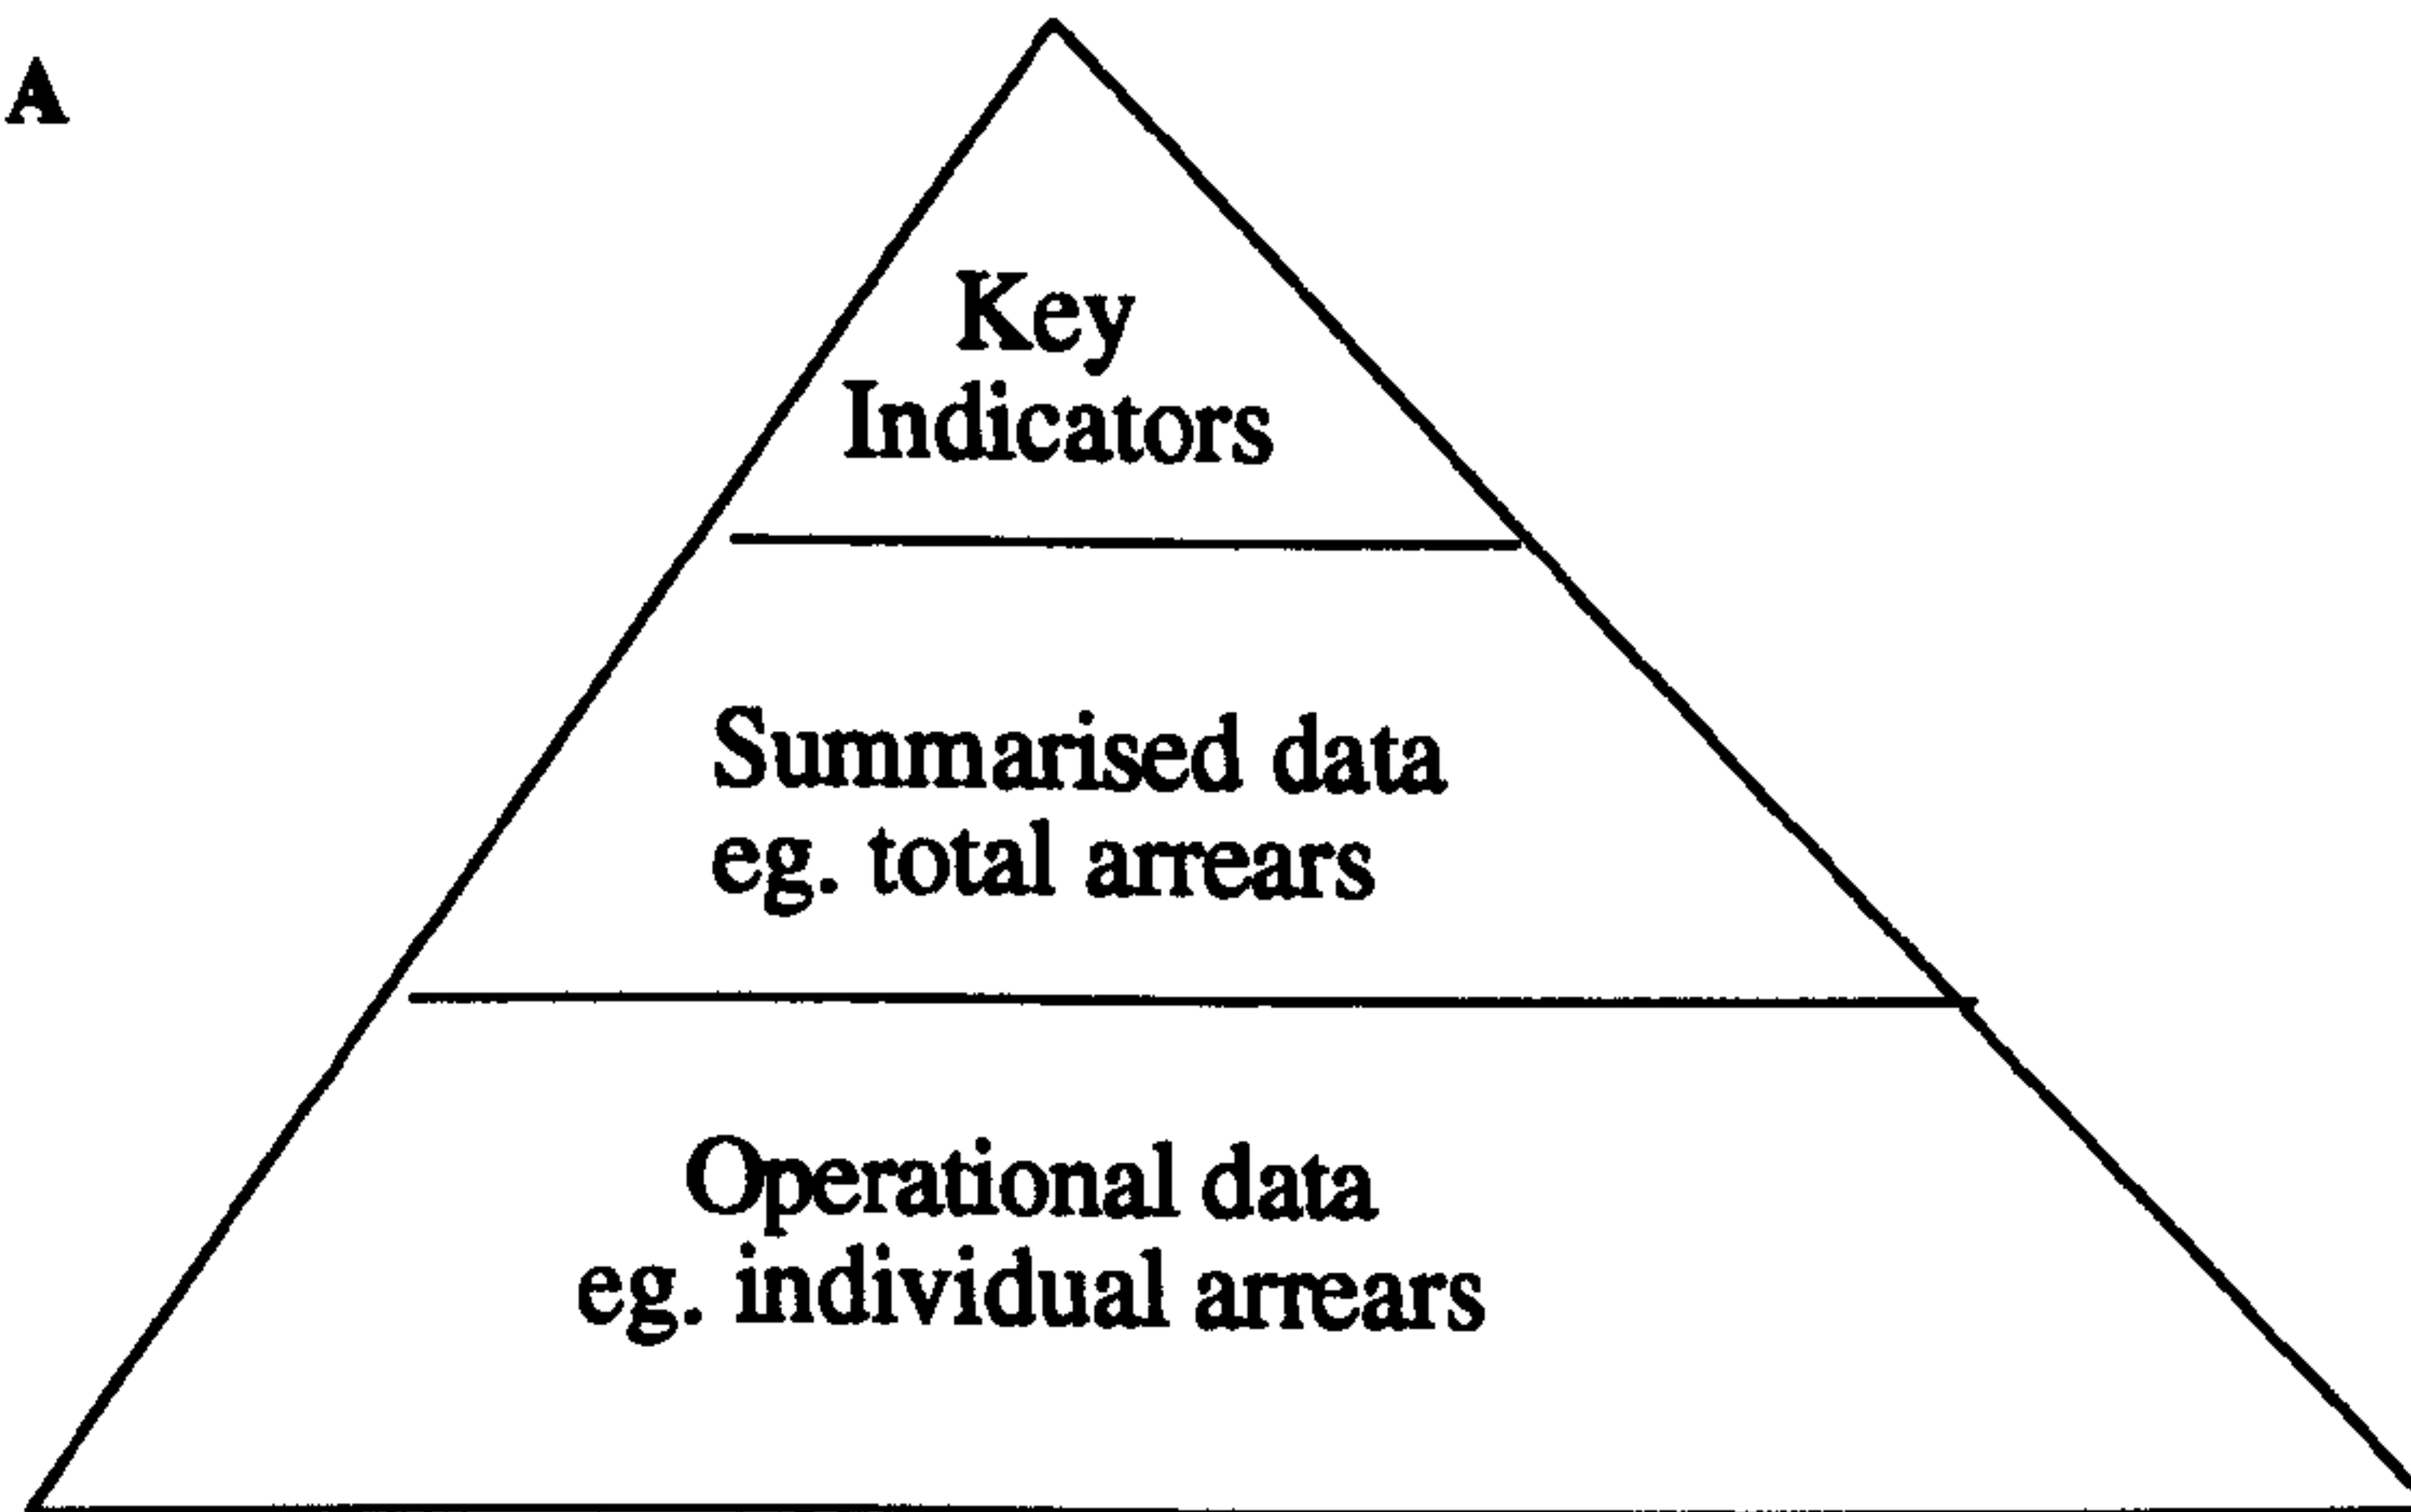 A
Key
Indicators
Summarised data
eg. total arrears
Operational data
eg. individual arrears